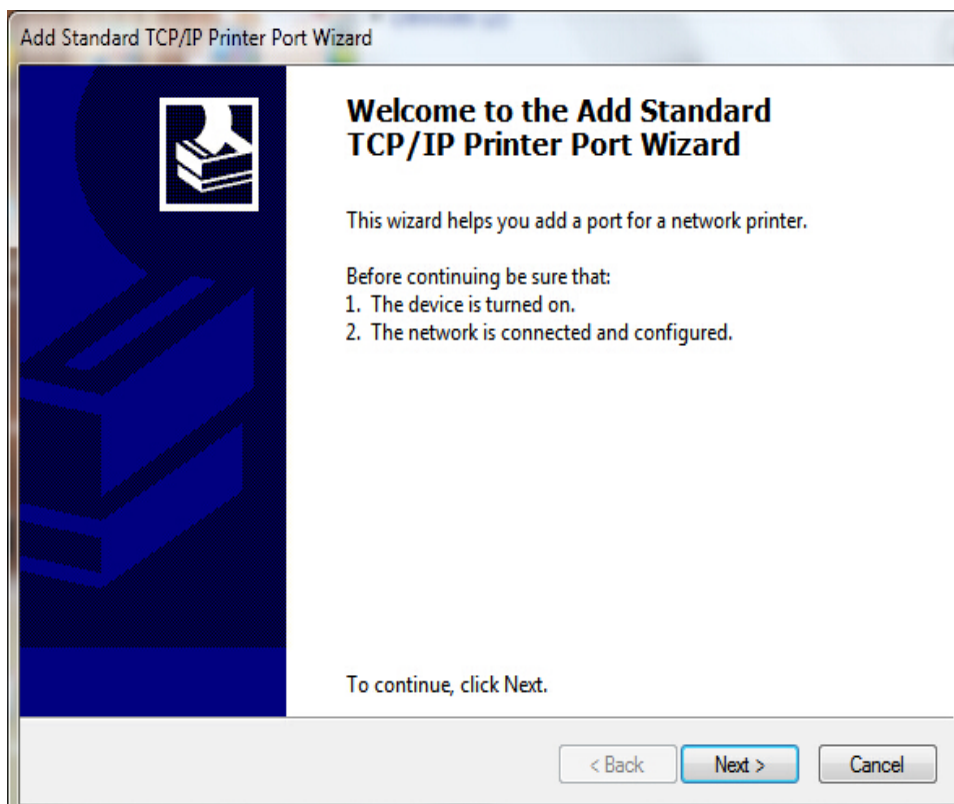 Add Standard TCP/IP Printer Port Wizard
Welcome to the Add Standard
TCP/IP Printer Port Wizard
This wizard helps you add a port for a network printer.
Before continuing be sure that:
1. The device is turned on.
2. The network is connected and configured.
To continue, click Next.
< Back
Next >
Cancel